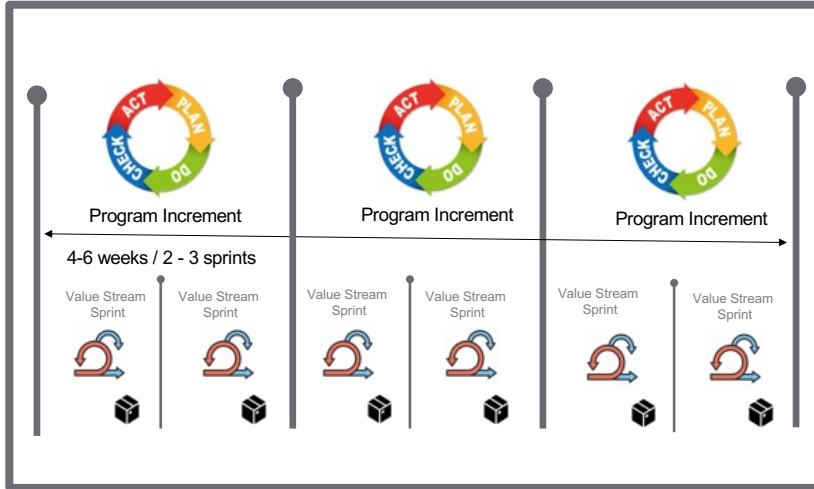 ACT
PLAN
DO
CHECK
ACT
PLAN
DO
CHECK
ACT
PLAN
DO
CHECK
Program Increment
Program Increment
Program Increment
4-6 weeks / 2 - 3 sprints
Value Stream
Sprint
Value Stream
Sprint
Value Stream
Sprint
Value Stream
Sprint
Value Stream
Sprint
Value Stream
Sprint